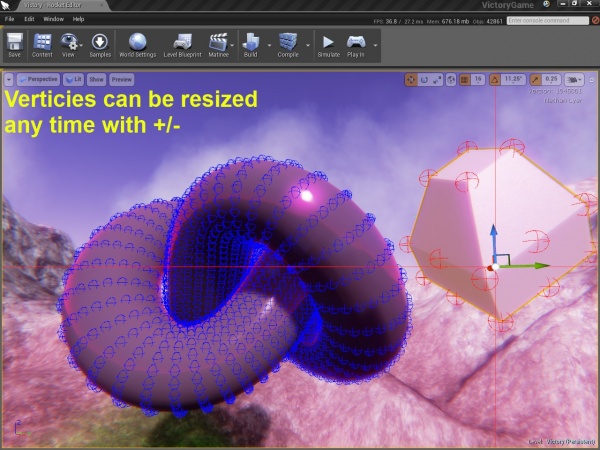 Victory - Rocket Editor
VictoryGame
File Edit Window Help
FPS: 36.8 / 27.2 ms Mem: 676.18 mb Objs: 42861 Enter console command
Save Content View Samples World Settings Level Blueprint Matinee Build Compile Simulate Play In
Perspective Lit Show Preview 16 11.25° 0.25
Verticies can be resized
any time with +/-
Level: Victory (Persistent)